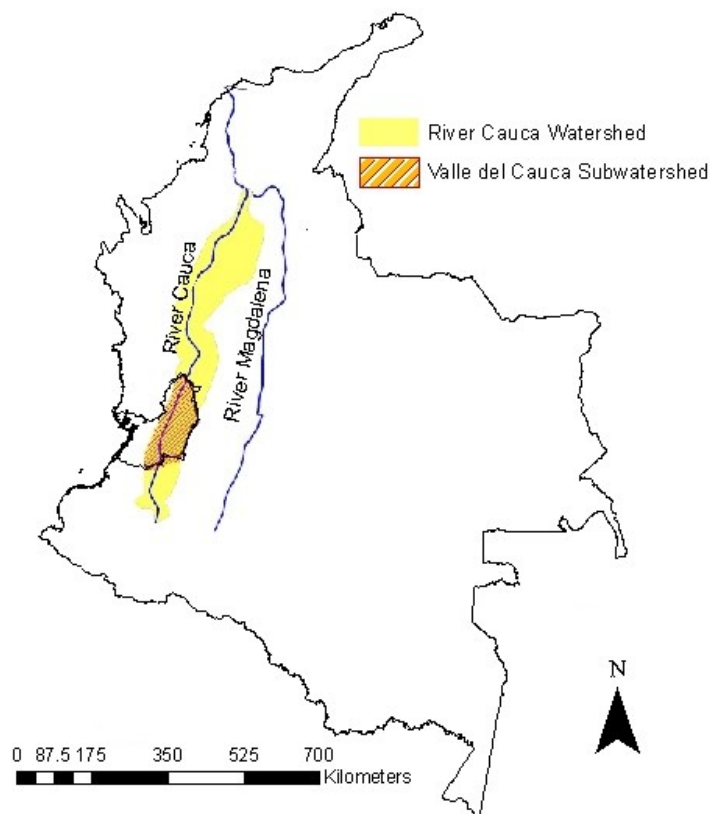 River Cauca Watershed
Valle del Cauca Subwatershed
River Cauca
River Magdalena
N
0 87.5 175 350 525 700
Kilometers